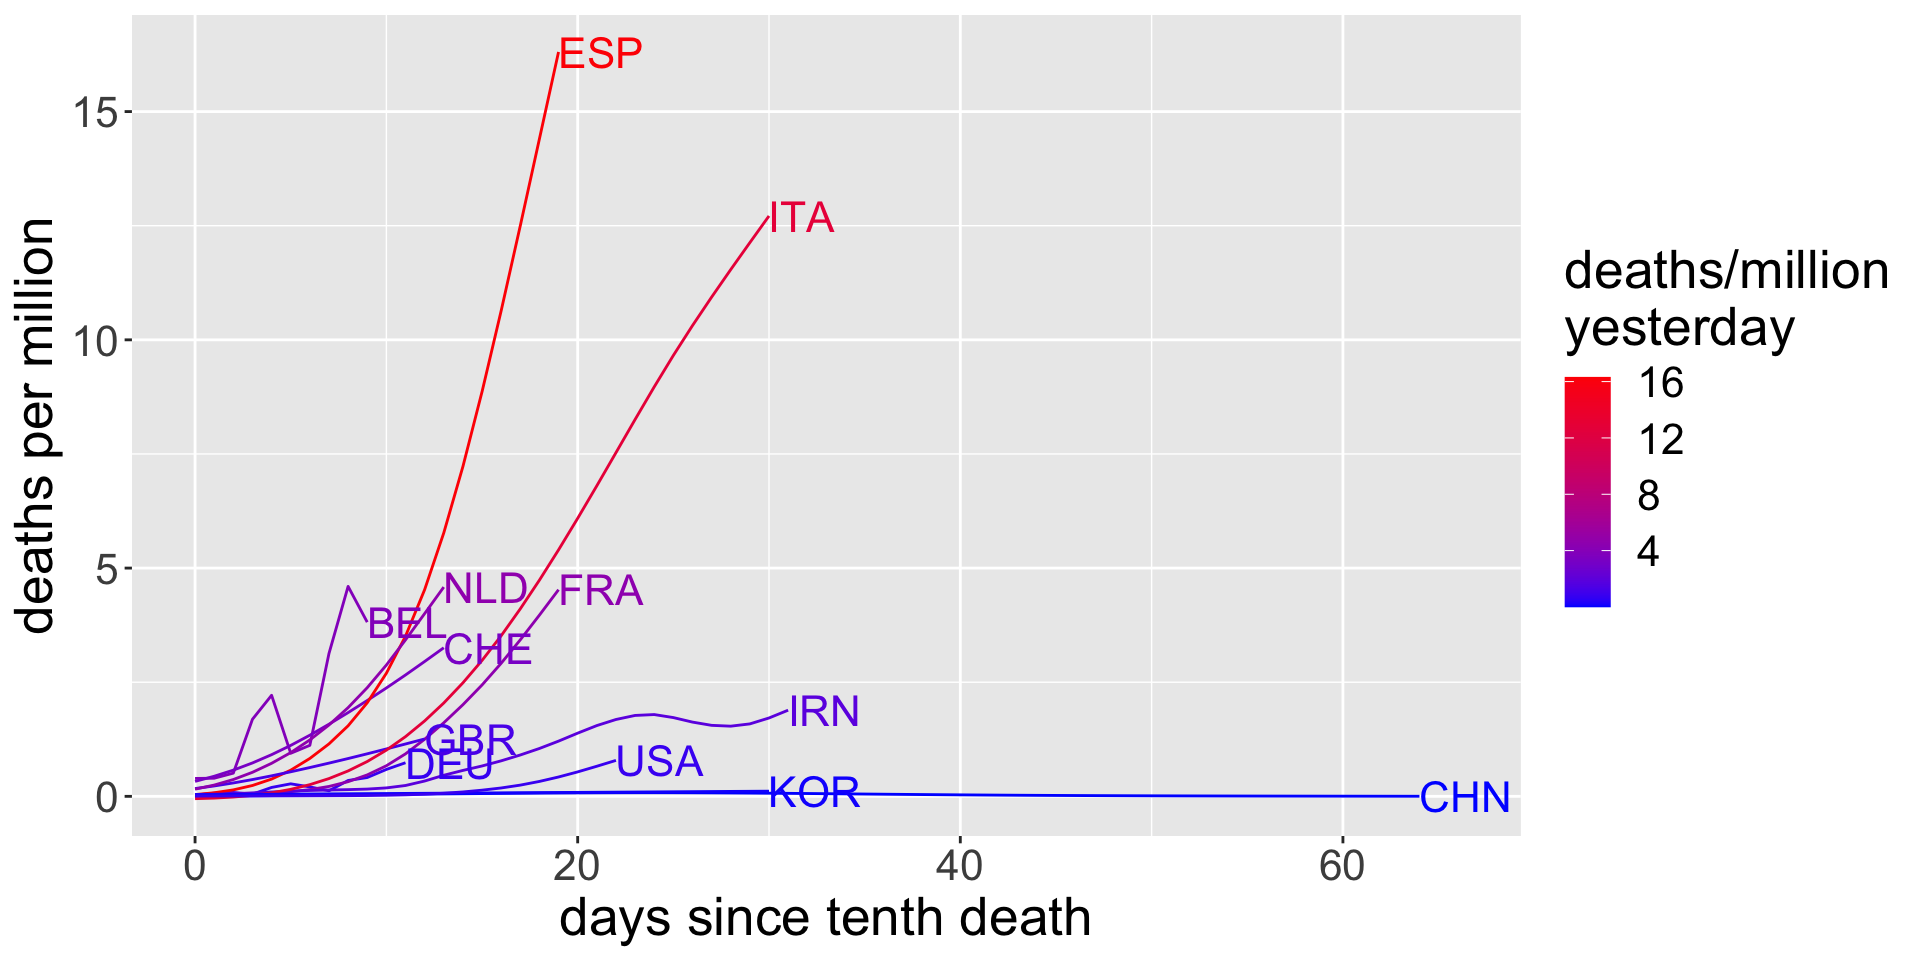 ESP
15
ITA
10
deaths per million
deaths/million
yesterday
16
12
8
4
5
NLD
FRA
BEL
CHE
IRN
GBR
DEU
USA
KOR
CHN
0
0
20
40
60
days since tenth death